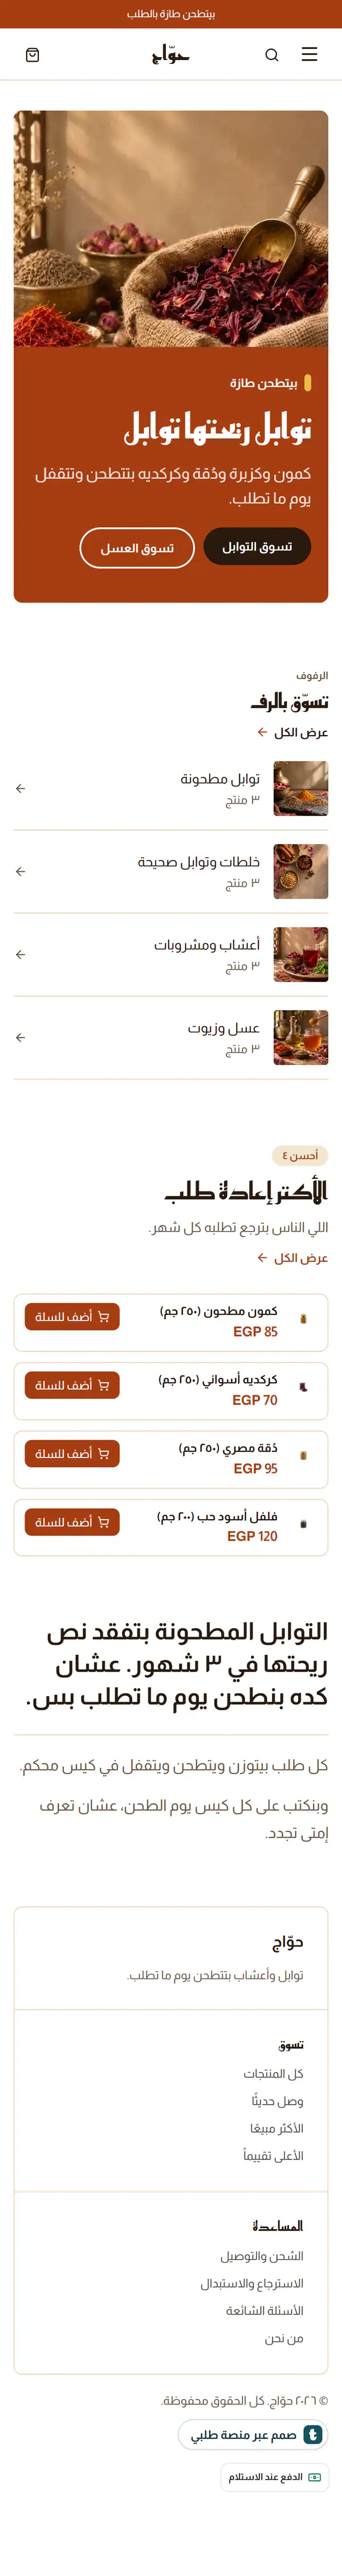 بيتطحن طازة بالطلب
حوّاج
بيتطحن طازة
توابل ريحتها توابل
كمون وكزبرة ودُقة وكركديه بتتطحن وتتقفل
يوم ما تطلب.
تسوق التوابل
تسوق العسل
الرفوف
تسوّق بالرف
عرض الكل
توابل مطحونة
٣ منتج
خلطات وتوابل صحيحة
٣ منتج
أعشاب ومشروبات
٣ منتج
عسل وزيوت
٣ منتج
أحسن ٤
الأكتر إعادة طلب
اللي الناس بترجع تطلبه كل شهر.
عرض الكل
كمون مطحون (٢٥٠ جم)
EGP 85
أضف للسلة
كركديه أسواني (٢٥٠ جم)
EGP 70
أضف للسلة
دُقة مصري (٢٥٠ جم)
EGP 95
أضف للسلة
فلفل أسود حب (٢٠٠ جم)
EGP 120
أضف للسلة
التوابل المطحونة بتفقد نص
ريحتها في ٣ شهور. عشان
كده بنطحن يوم ما تطلب بس.
كل طلب بيتوزن ويتطحن ويتقفل في كيس محكم.
وبنكتب على كل كيس يوم الطحن، عشان تعرف
إمتى تجدد.
حوّاج
توابل وأعشاب بتتطحن يوم ما تطلب.
تسوق
كل المنتجات
وصل حديثًا
الأكثر مبيعًا
الأعلى تقييماً
المساعدة
الشحن والتوصيل
الاسترجاع والاستبدال
الأسئلة الشائعة
من نحن
© ٢٠٢٦ حوّاج. كل الحقوق محفوظة.
صمم عبر منصة طلبي
الدفع عند الاستلام